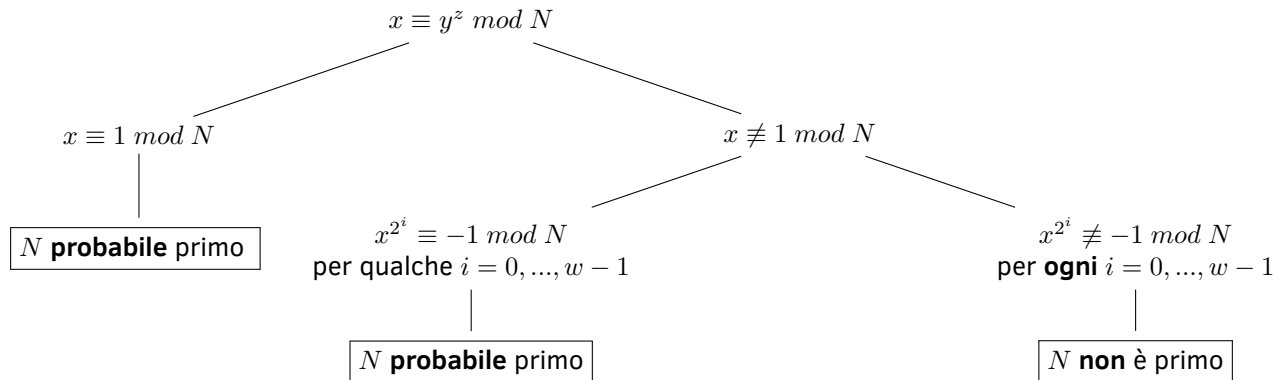 x ≡ y^z mod N
x ≡ 1 mod N
x ≢ 1 mod N
N probabile primo
x^{2^i} ≡ −1 mod N
per qualche i = 0, ..., w − 1
x^{2^i} ≢ −1 mod N
per ogni i = 0, ..., w − 1
N probabile primo
N non è primo